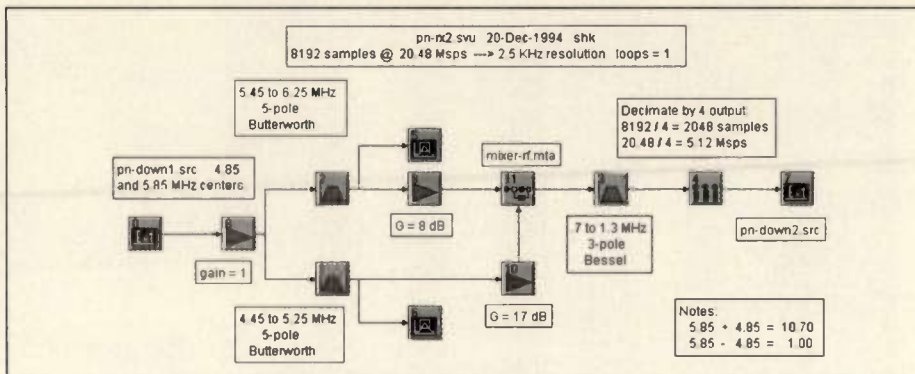 pn-rx2.svu 20-Dec-1994 shk
8192 samples @ 20.48 Msps ---> 2.5 KHz resolution loops = 1
5.45 to 6.25 MHz
5-pole
Butterworth
Decimate by 4 output
8192 / 4 = 2048 samples
20.48 / 4 = 5.12 Msps
mixer-rf.mta
pn-down1.src 4.85
and 5.85 MHz centers
11
G = 8 dB
7 to 1.3 MHz
3-pole
Bessel
pn-down2.src
gain = 1
10
G = 17 dB
4.45 to 5.25 MHz
5-pole
Butterworth
Notes:
5.85 + 4.85 = 10.70
5.85 - 4.85 = 1.00